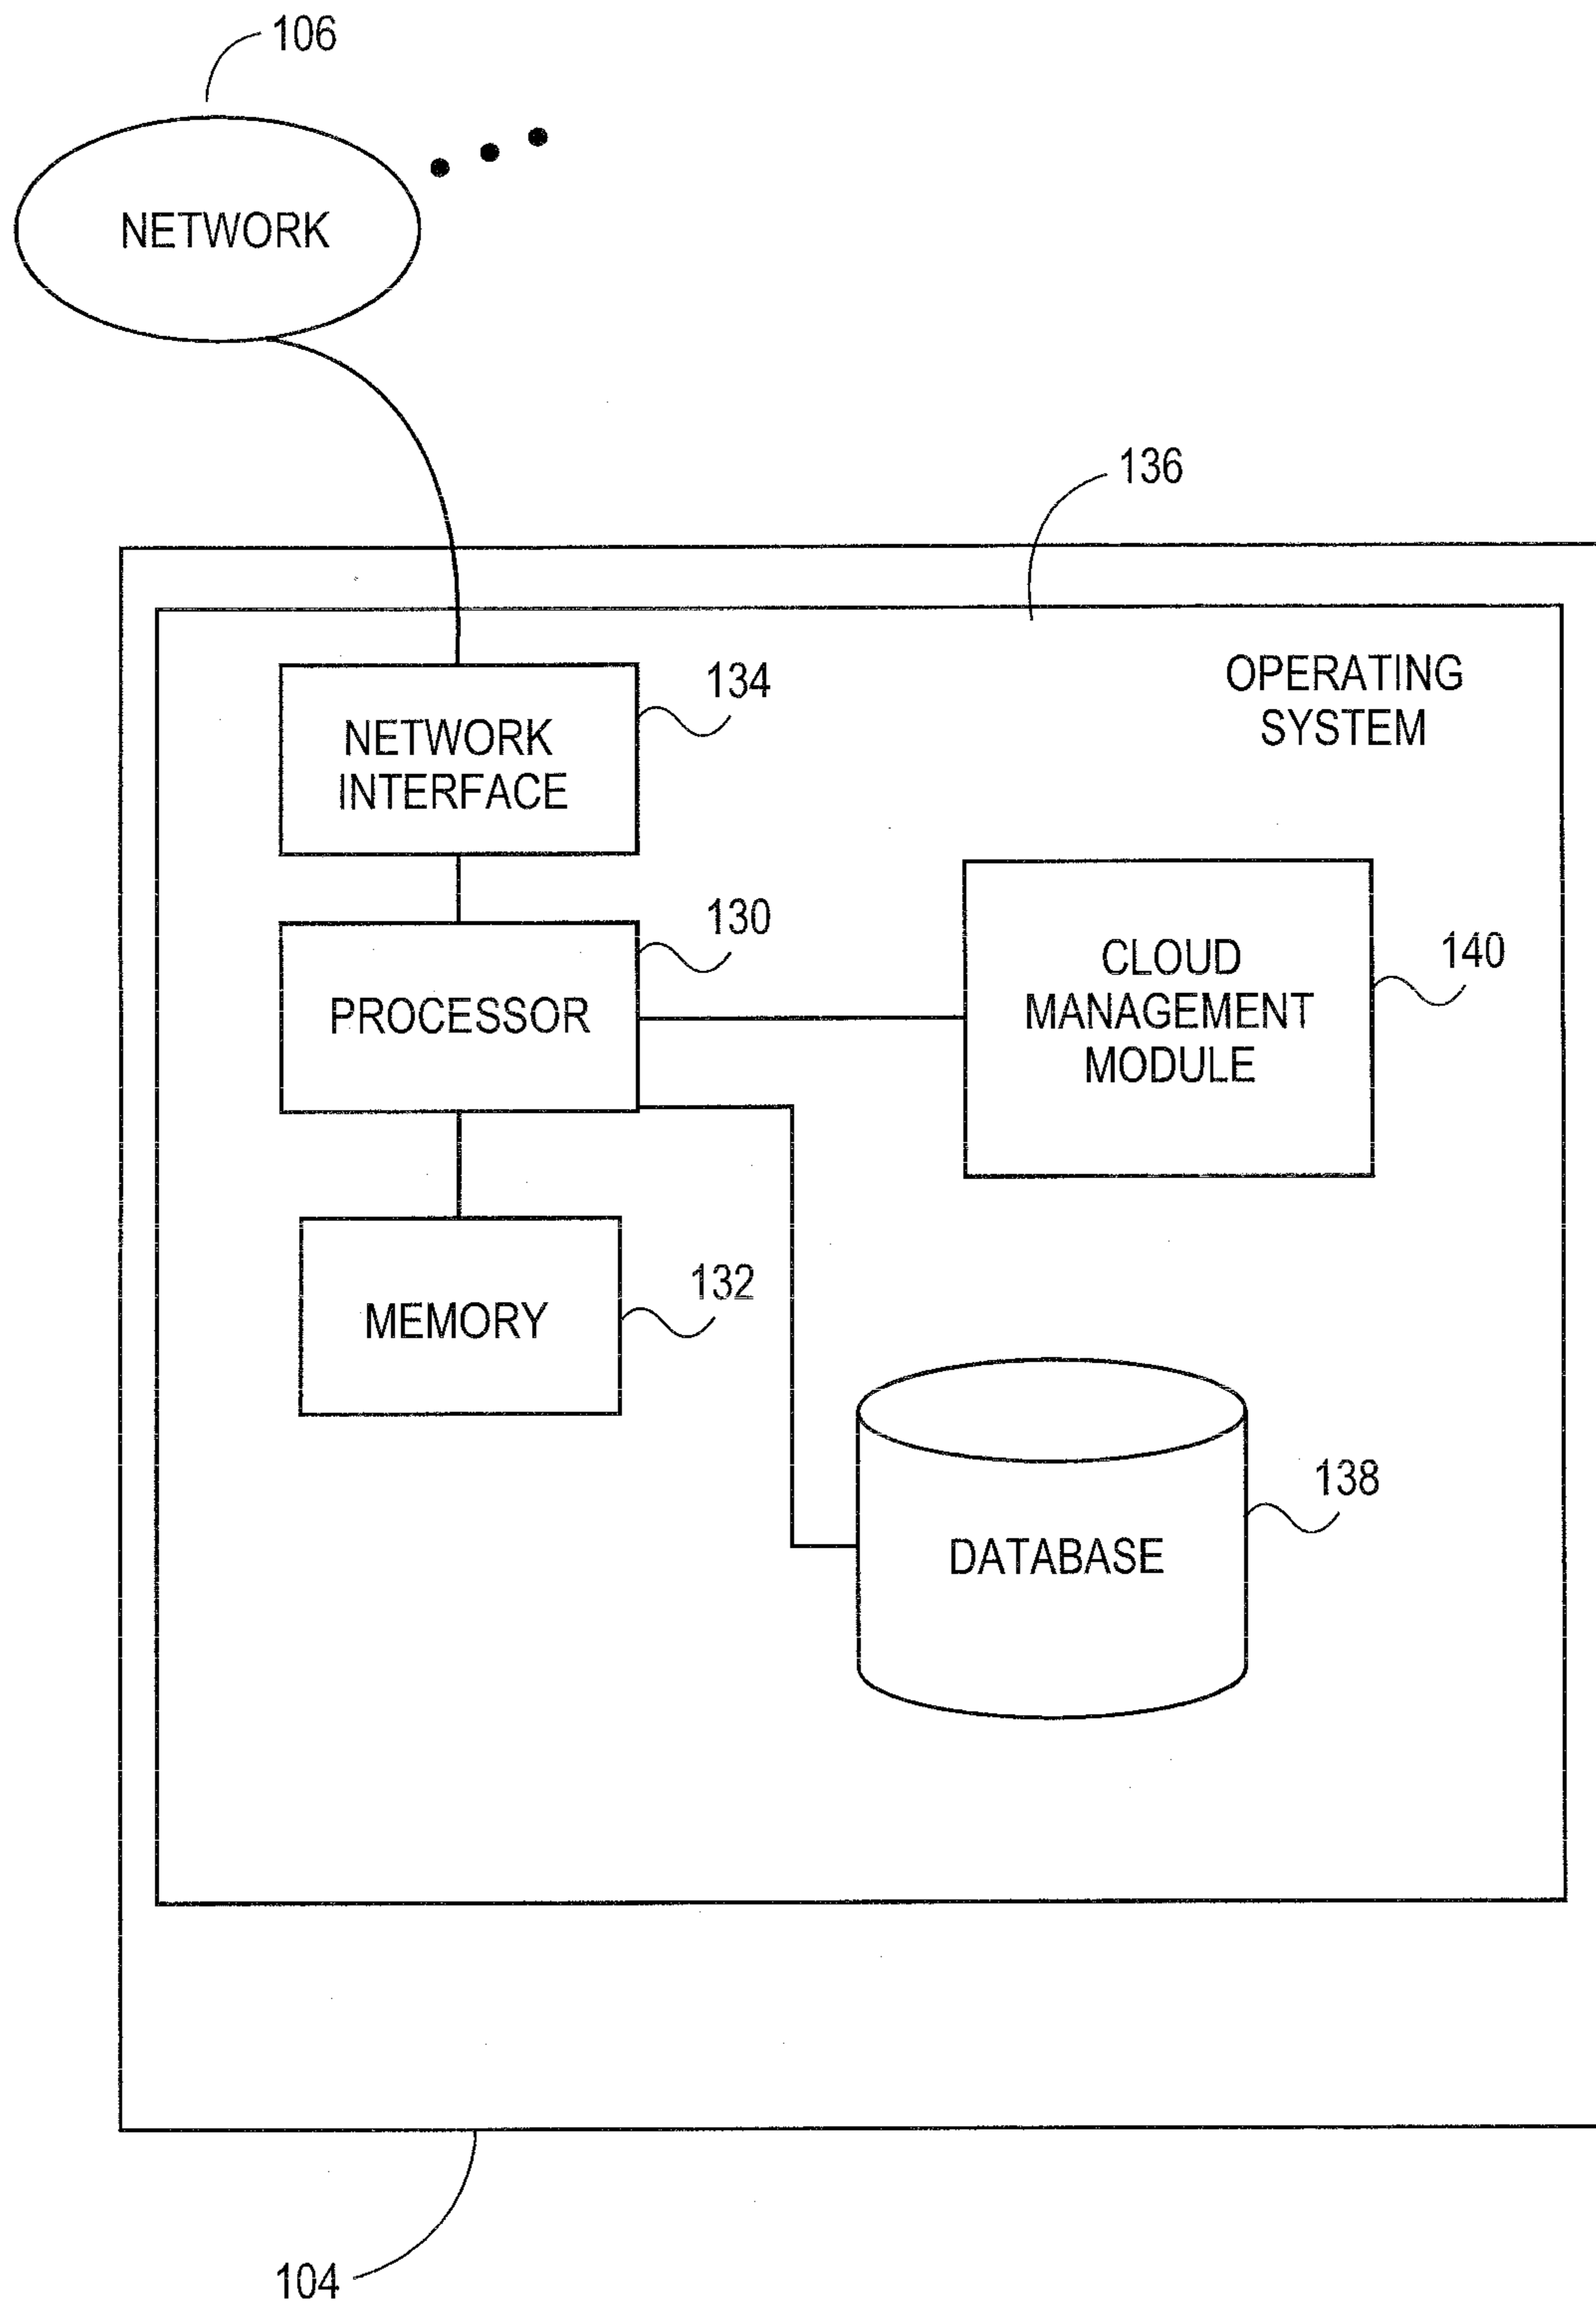 106
NETWORK
136
OPERATING
SYSTEM
134
NETWORK
INTERFACE
130
PROCESSOR
CLOUD
MANAGEMENT
MODULE
140
132
MEMORY
138
DATABASE
104